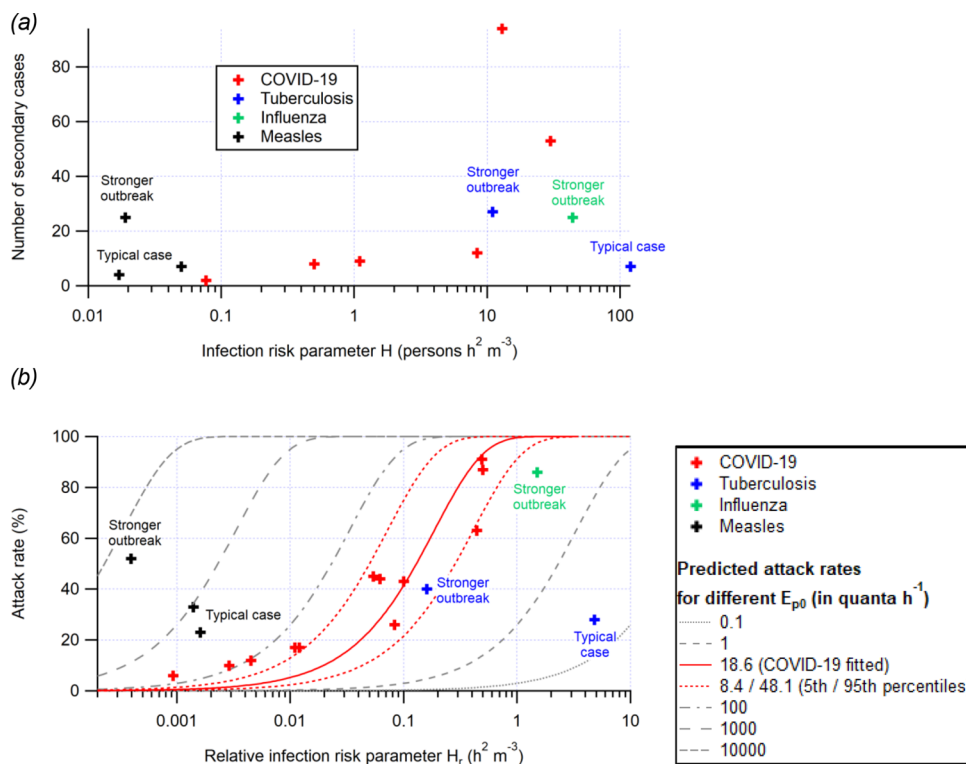 (a)
80
60
40
20
0
Number of secondary cases
COVID-19
Tuberculosis
Influenza
Measles
Stronger
outbreak
Typical case
Stronger
outbreak
Stronger
outbreak
Typical case
0.01
0.1
1
10
100
Infection risk parameter H (persons h² m⁻³)
(b)
100
80
60
40
20
0
Attack rate (%)
Stronger
outbreak
Typical case
Stronger
outbreak
Stronger
outbreak
Typical
case
0.001
0.01
0.1
1
10
Relative infection risk parameter Hᵣ (h² m⁻³)
COVID-19
Tuberculosis
Influenza
Measles
Predicted attack rates
for different Eₚ₀ (in quanta h⁻¹)
0.1
1
18.6 (COVID-19 fitted)
8.4 / 48.1 (5th / 95th percentiles
100
1000
10000